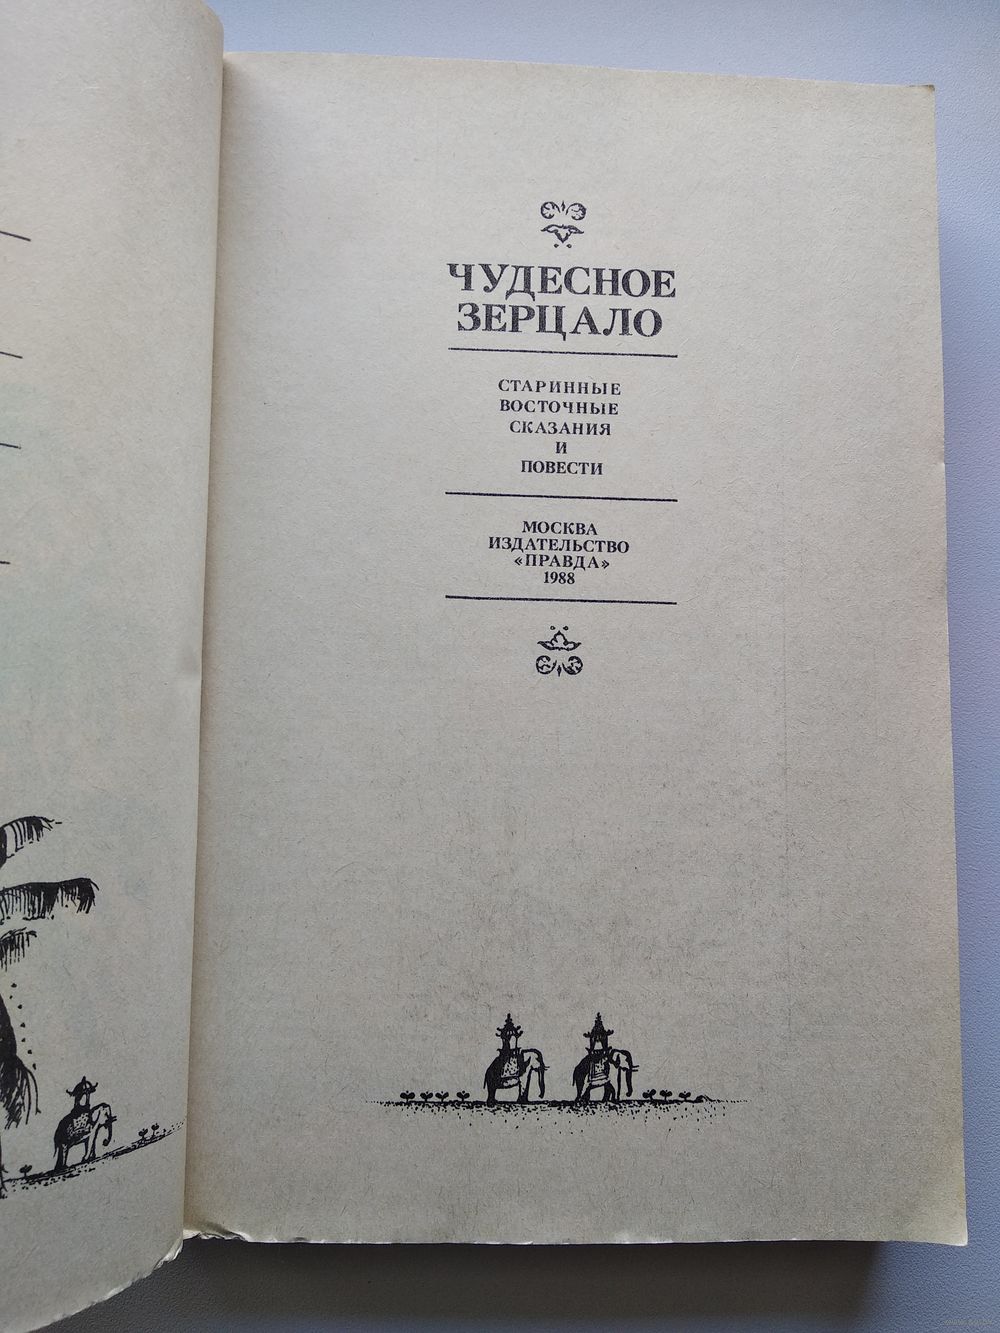 ЧУДЕСНОЕ
ЗЕРЦАЛО
СТАРИННЫЕ
ВОСТОЧНЫЕ
СКАЗАНИЯ
И
ПОВЕСТИ
МОСКВА
ИЗДАТЕЛЬСТВО
«ПРАВДА»
1988